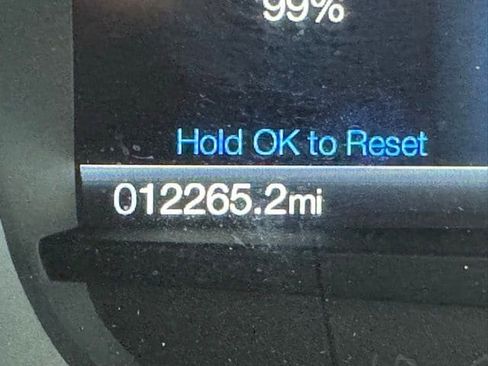 99%
Hold OK to Reset
012265.2mi